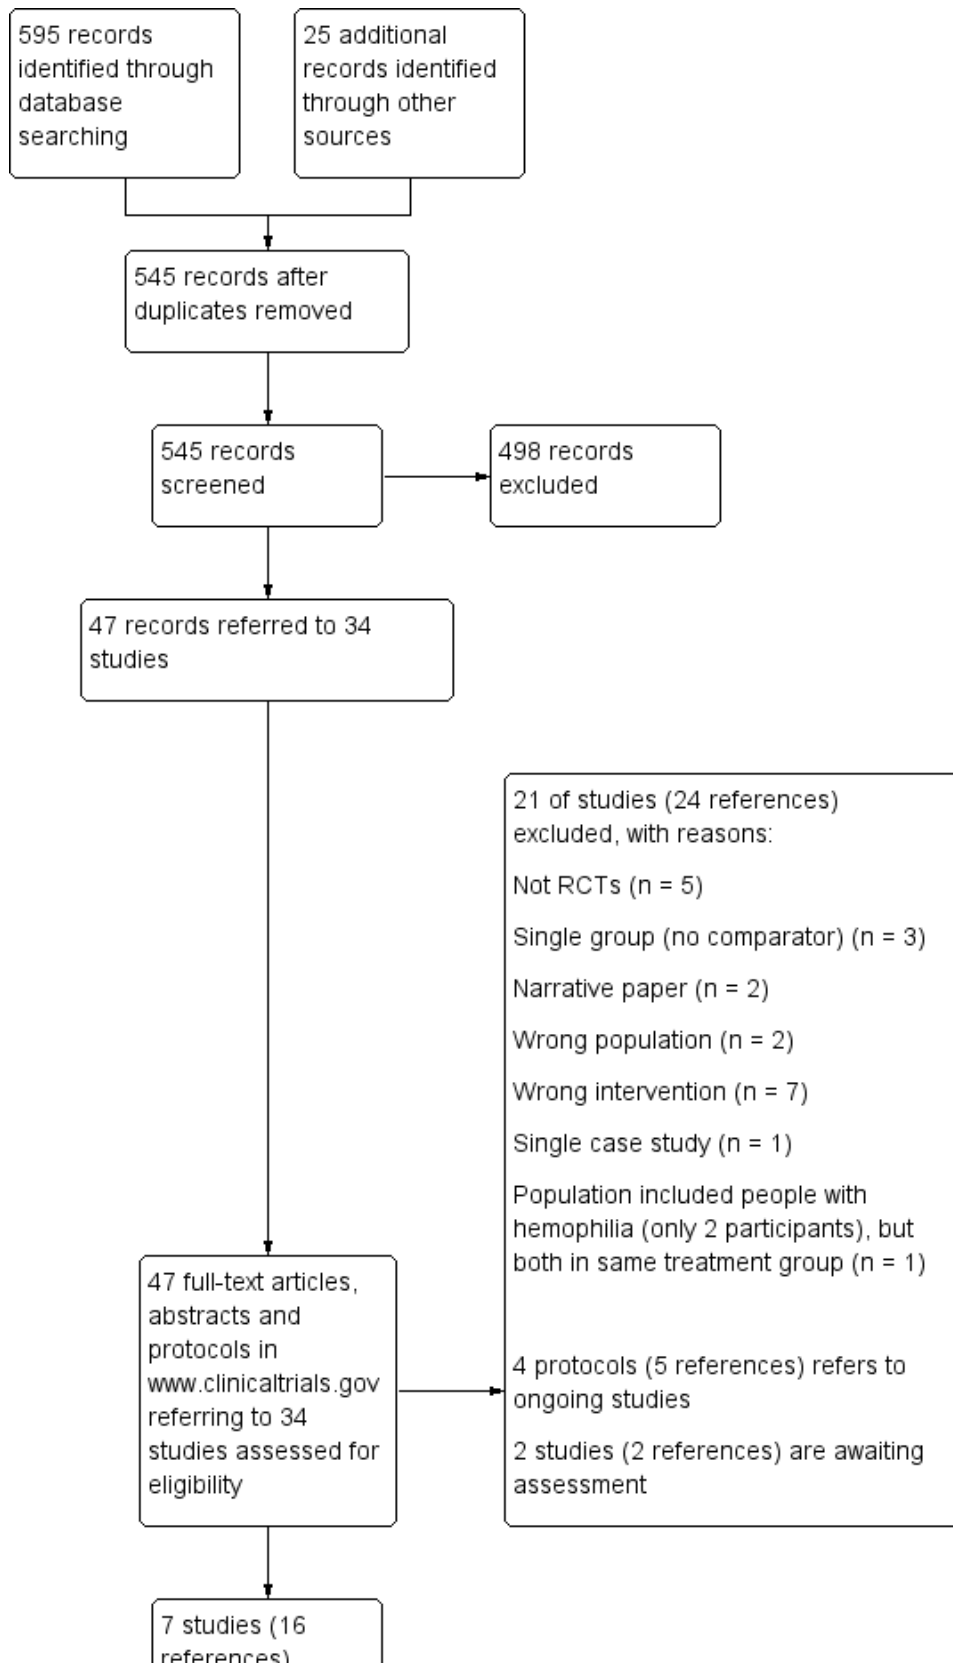 595 records
identified through
database
searching
25 additional
records identified
through other
sources
545 records after
duplicates removed
545 records
screened
498 records
excluded
47 records referred to 34
studies
21 of studies (24 references)
excluded, with reasons:
Not RCTs (n = 5)
Single group (no comparator) (n = 3)
Narrative paper (n = 2)
Wrong population (n = 2)
Wrong intervention (n = 7)
Single case study (n = 1)
Population included people with
hemophilia (only 2 participants), but
both in same treatment group (n = 1)
4 protocols (5 references) refers to
ongoing studies
2 studies (2 references) are awaiting
assessment
47 full-text articles,
abstracts and
protocols in
www.clinicaltrials.gov
referring to 34
studies assessed for
eligibility
7 studies (16
references)